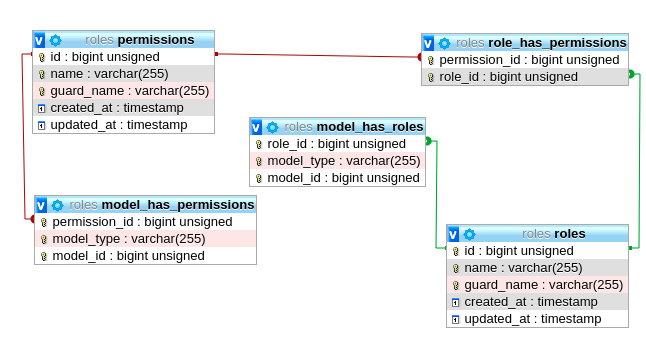 v roles permissions
id : bigint unsigned
name : varchar(255)
guard_name : varchar(255)
created_at : timestamp
updated_at : timestamp
v roles role_has_permissions
permission_id : bigint unsigned
role_id : bigint unsigned
v roles model_has_roles
role_id : bigint unsigned
model_type : varchar(255)
model_id : bigint unsigned
v roles model_has_permissions
permission_id : bigint unsigned
model_type : varchar(255)
model_id : bigint unsigned
v roles roles
id : bigint unsigned
name : varchar(255)
guard_name : varchar(255)
created_at : timestamp
updated_at : timestamp